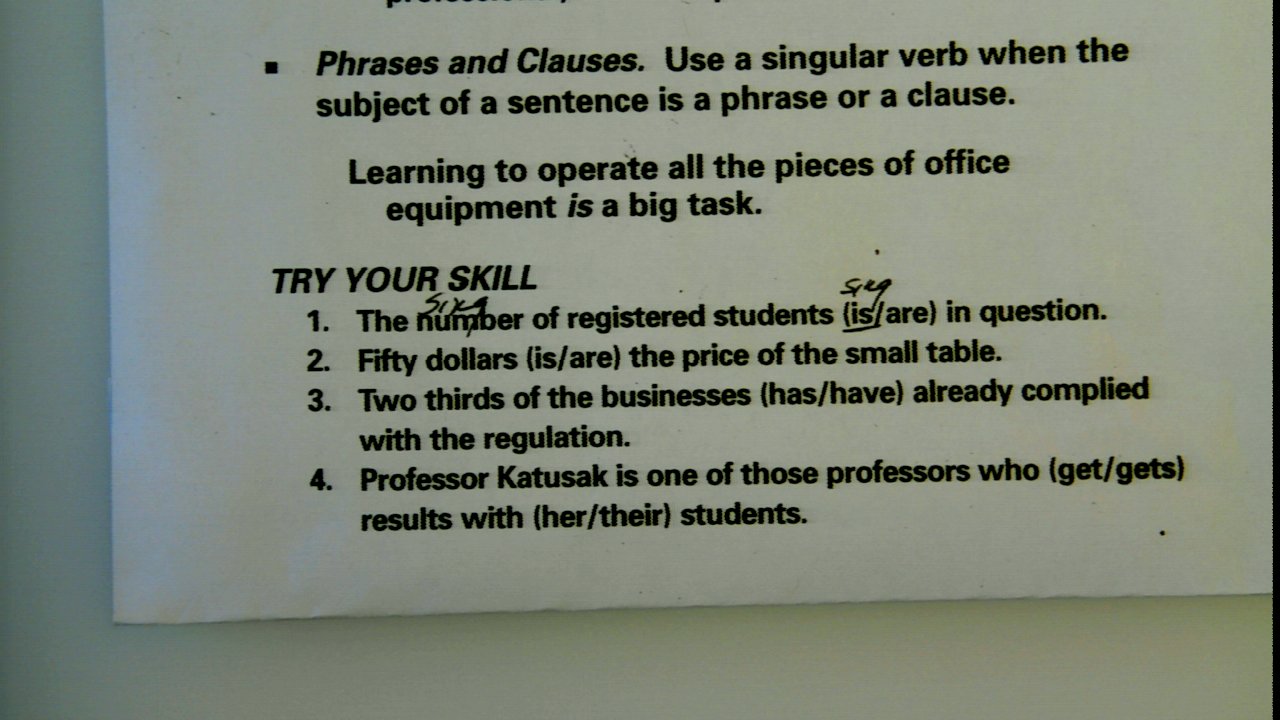 ▪ Phrases and Clauses. Use a singular verb when the
subject of a sentence is a phrase or a clause.
Learning to operate all the pieces of office
equipment is a big task.
TRY YOUR SKILL
sing
sing
1. The number of registered students (is/are) in question.
2. Fifty dollars (is/are) the price of the small table.
3. Two thirds of the businesses (has/have) already complied
with the regulation.
4. Professor Katusak is one of those professors who (get/gets)
results with (her/their) students.